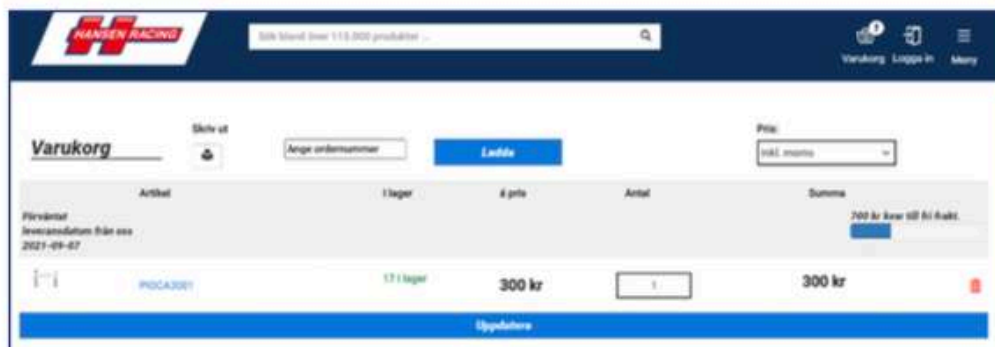 HANSEN RACING
Sök bland över 115.000 produkter ...
1
Varukorg Logga in Meny
Varukorg
Skriv ut
Ange ordernummer
Ladda
Pris:
inkl. moms
Artikel I lager á pris Antal Summa
Förväntat
leveransdatum från oss
2021-09-07
700 kr kvar till fri frakt.
17 I lager 300 kr 1 300 kr
Uppdatera